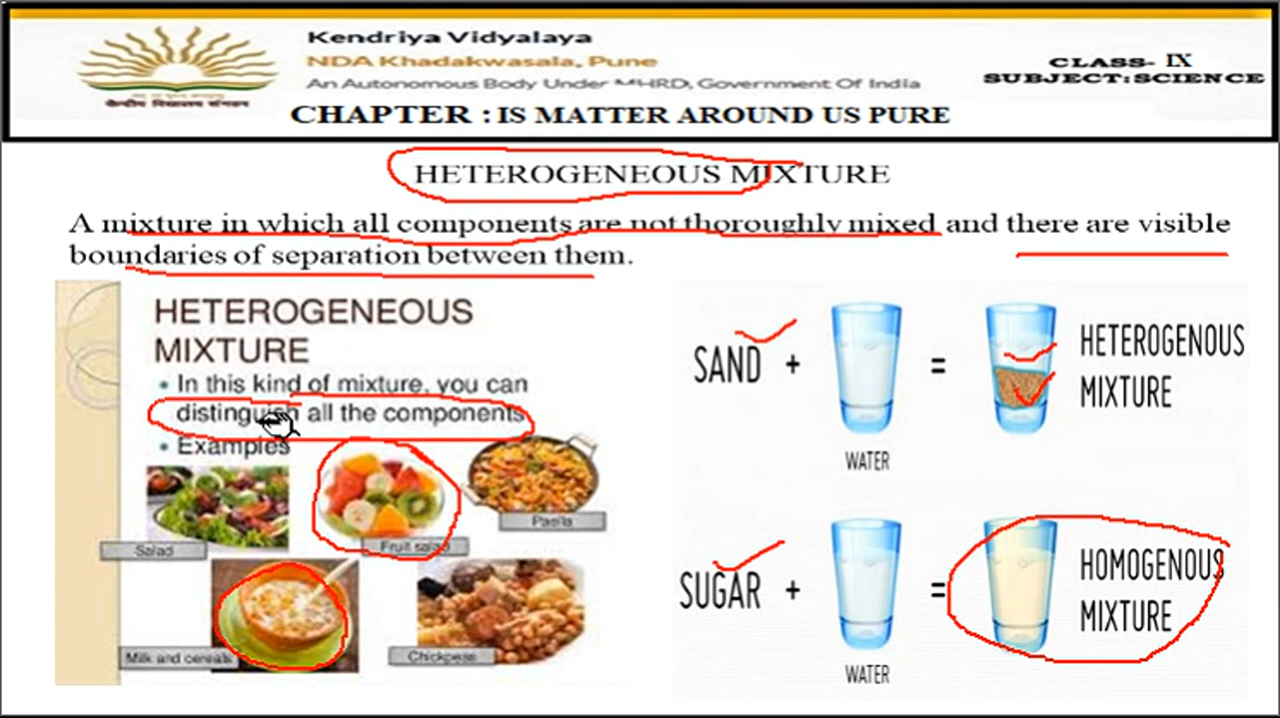 Kendriya Vidyalaya
NDA Khadakwasala, Pune
An Autonomous Body Under MHRD, Government Of India
केन्द्रीय विद्यालय संगठन
CLASS- IX
SUBJECT:SCIENCE
CHAPTER : IS MATTER AROUND US PURE
HETEROGENEOUS MIXTURE
A mixture in which all components are not thoroughly mixed and there are visible
boundaries of separation between them.
HETEROGENEOUS
MIXTURE
• In this kind of mixture, you can
distinguish all the components
• Examples
Salad
Fruit salad
Paella
Milk and cereals
Chickpeas
SAND + = HETEROGENOUS
MIXTURE
WATER
SUGAR + = HOMOGENOUS
MIXTURE
WATER